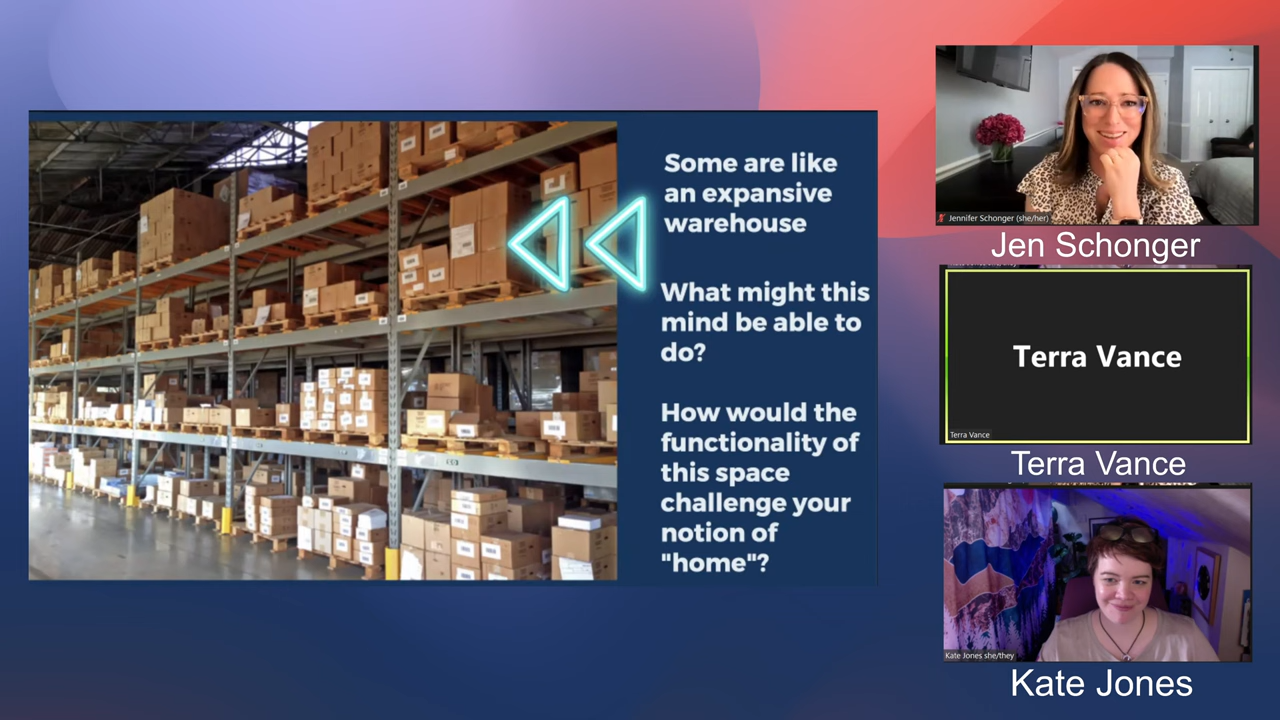 Some are like
an expansive
warehouse
What might this
mind be able to
do?
How would the
functionality of
this space
challenge your
notion of
"home"?
Jennifer Schonger (she/her)
Jen Schonger
Terra Vance
Terra Vance
Terra Vance
Kate Jones she/they
Kate Jones